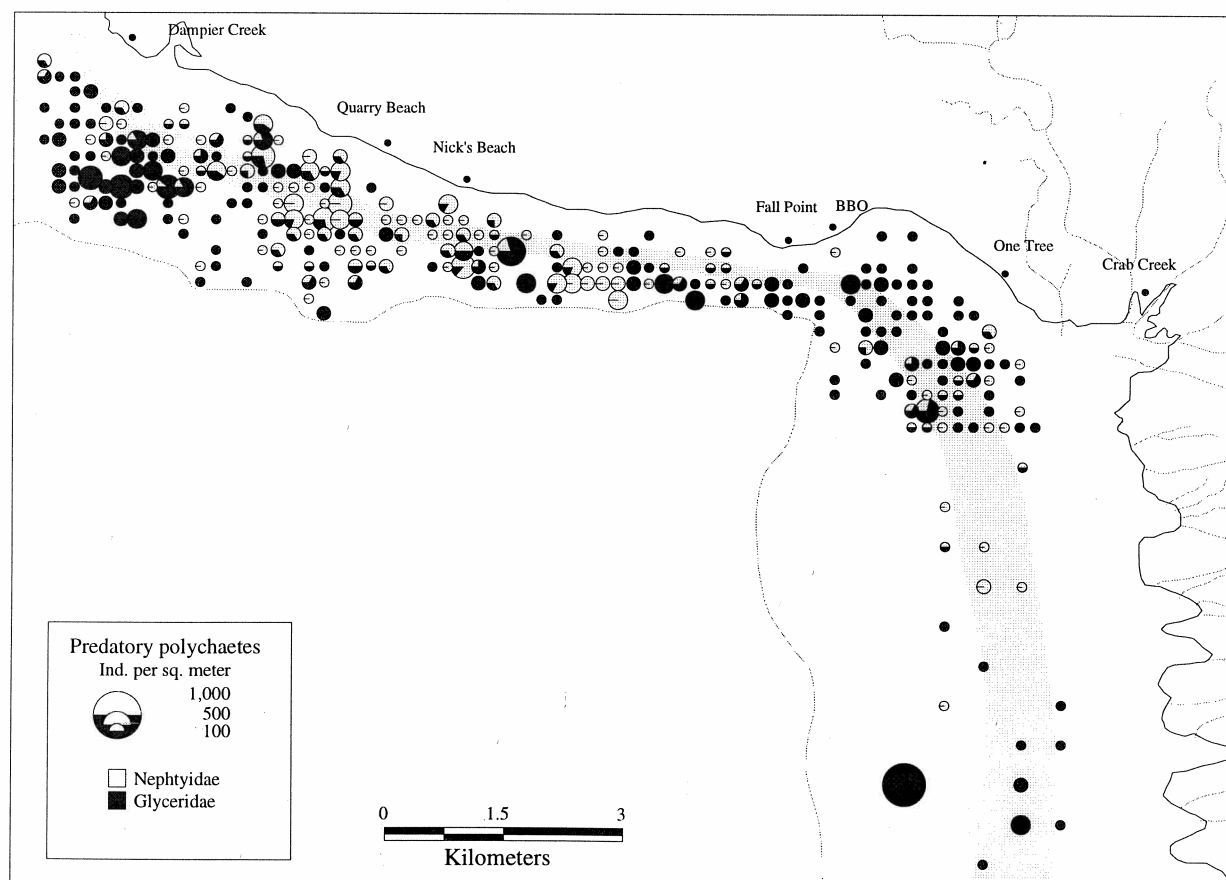 Dampier Creek
Quarry Beach
Nick's Beach
Fall Point
BBO
One Tree
Crab Creek
Predatory polychaetes
Ind. per sq. meter
1,000
500
100
Nephtyidae
Glyceridae
0 1.5 3
Kilometers